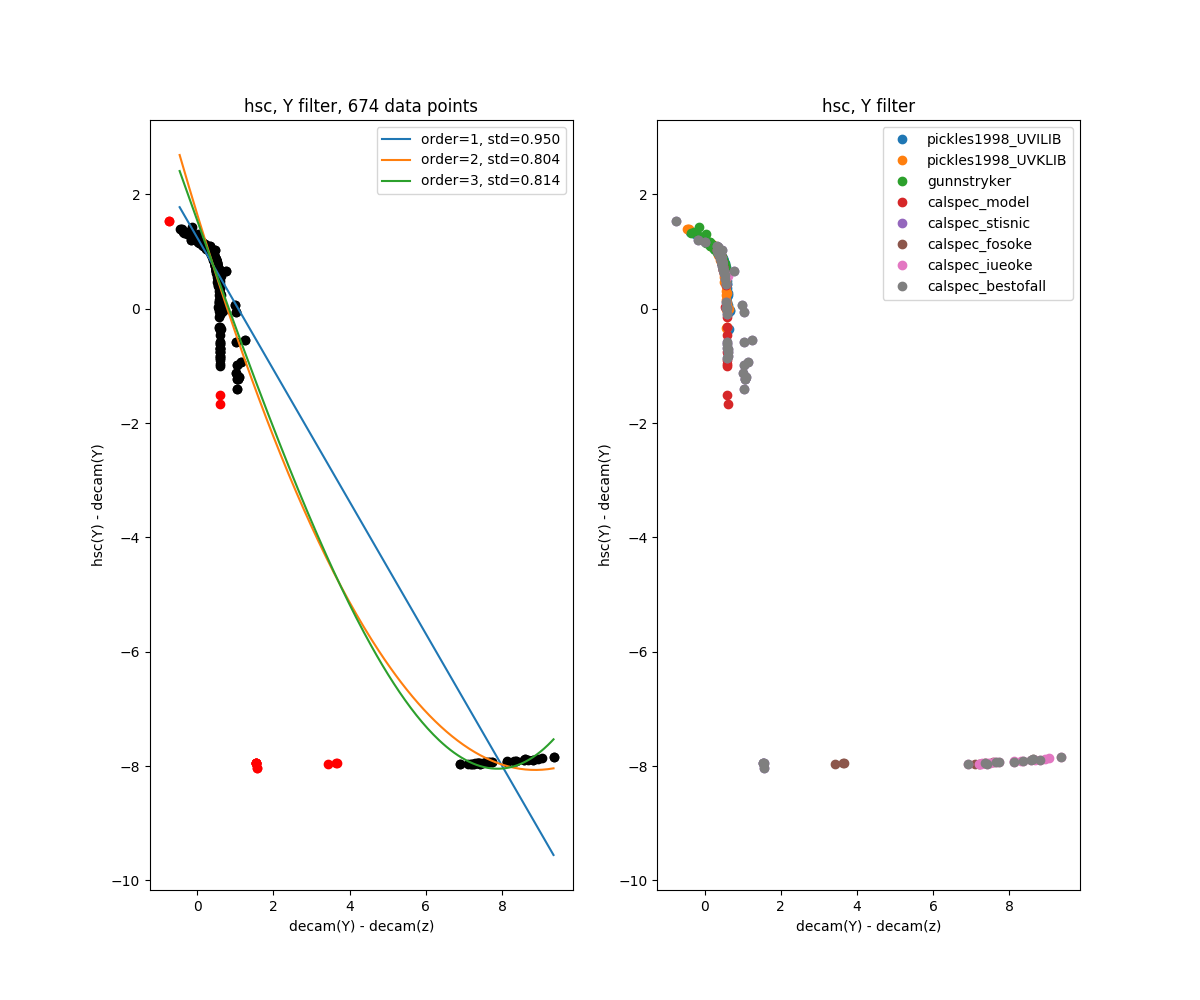 hsc, Y filter, 674 data points
order=1, std=0.950
order=2, std=0.804
order=3, std=0.814
2
0
−2
−4
−6
−8
−10
hsc(Y) - decam(Y)
0 2 4 6 8
decam(Y) - decam(z)
hsc, Y filter
pickles1998_UVILIB
pickles1998_UVKLIB
gunnstryker
calspec_model
calspec_stisnic
calspec_fosoke
calspec_iueoke
calspec_bestofall
2
0
−2
−4
−6
−8
−10
hsc(Y) - decam(Y)
0 2 4 6 8
decam(Y) - decam(z)